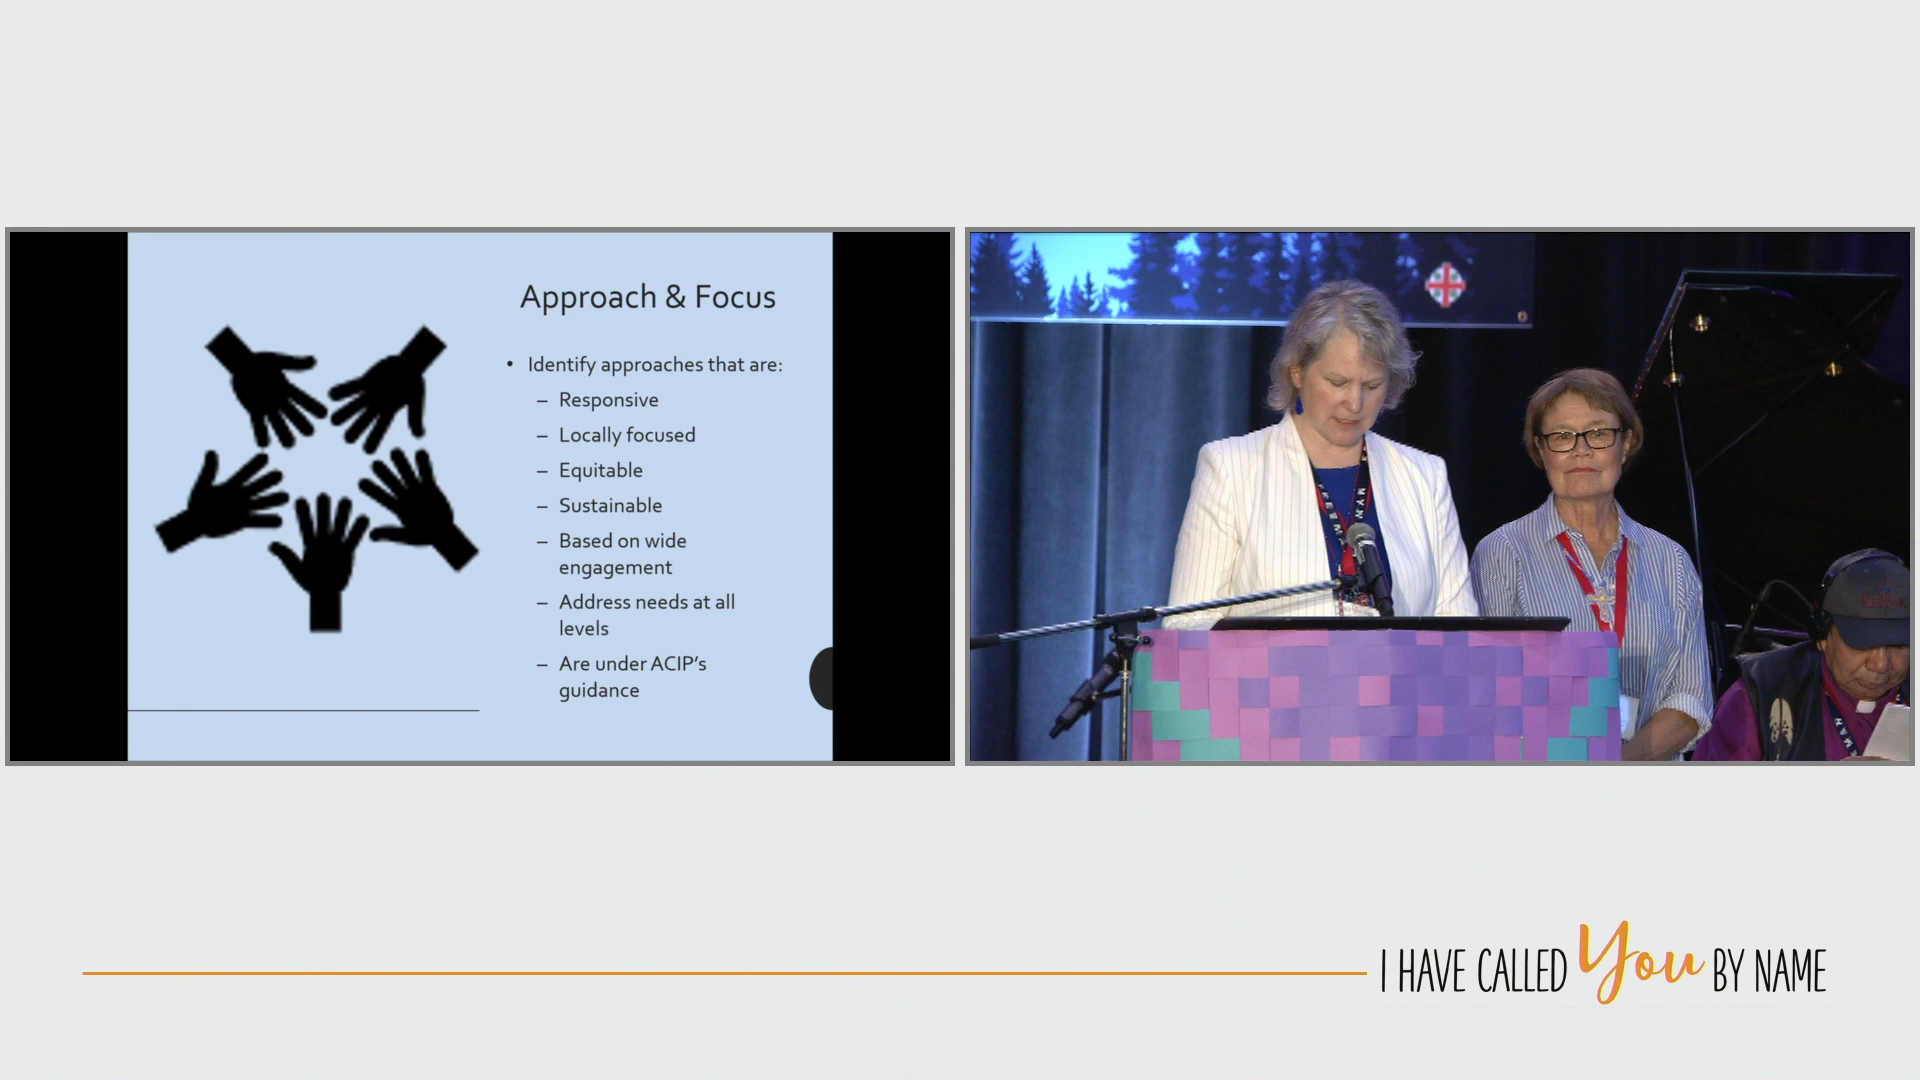 Approach & Focus
• Identify approaches that are:
– Responsive
– Locally focused
– Equitable
– Sustainable
– Based on wide
engagement
– Address needs at all
levels
– Are under ACIP's
guidance
I HAVE CALLED You BY NAME